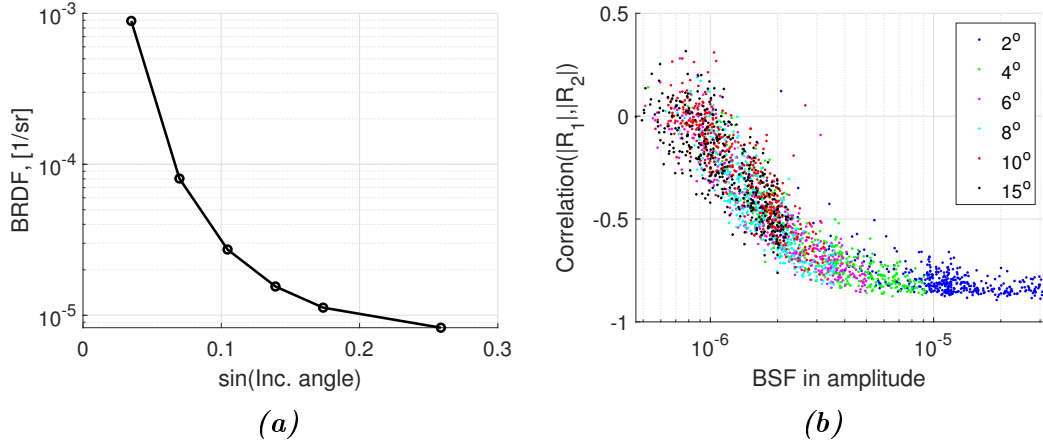 10^-3
10^-4
10^-5
BRDF, [1/sr]
0
0.1
0.2
0.3
sin(Inc. angle)
(a)
0.5
0
-0.5
-1
Correlation(|R_1|,|R_2|)
2^o
4^o
6^o
8^o
10^o
15^o
10^-6
10^-5
BSF in amplitude
(b)